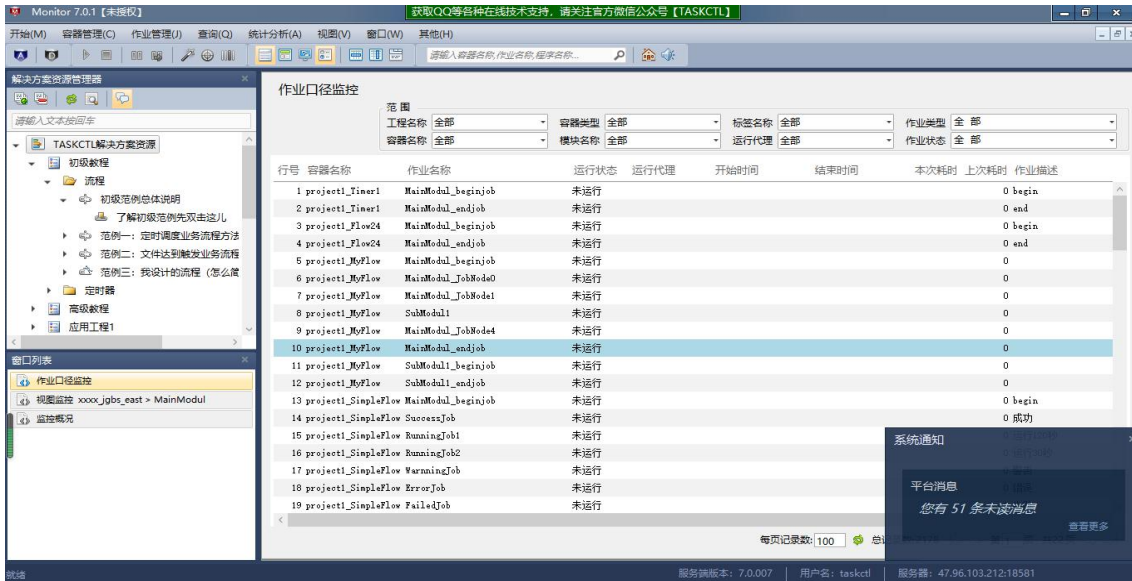 Monitor 7.0.1【未授权】
获取QQ等各种在线技术支持，请关注官方微信公众号【TASKCTL】
开始(M) 容器管理(C) 作业管理(J) 查询(Q) 统计分析(A) 视图(V) 窗口(W) 其他(H)
请输入容器名称,作业名称,程序名称...
解决方案资源管理器
请输入文本按回车
TASKCTL解决方案资源
初级教程
流程
初级范例总体说明
了解初级范例先双击这儿
范例一：定时调度业务流程方法
范例二：文件达到触发业务流程
范例三：我设计的流程（怎么简
定时器
高级教程
应用工程1
窗口列表
作业口径监控
视图监控 xxxx_jgbs_east > MainModul
监控概况
作业口径监控
范围
工程名称 全部 容器类型 全部 标签名称 全部 作业类型 全 部
容器名称 全部 模块名称 全部 运行代理 全部 作业状态 全 部
行号 容器名称 作业名称 运行状态 运行代理 开始时间 结束时间 本次耗时 上次耗时 作业描述
1 project1_Timer1 MainModul_beginjob 未运行 0 begin
2 project1_Timer1 MainModul_endjob 未运行 0 end
3 project1_Flow24 MainModul_beginjob 未运行 0 begin
4 project1_Flow24 MainModul_endjob 未运行 0 end
5 project1_MyFlow MainModul_beginjob 未运行 0
6 project1_MyFlow MainModul_JobNode0 未运行 0
7 project1_MyFlow MainModul_JobNode1 未运行 0
8 project1_MyFlow SubModul1 未运行 0
9 project1_MyFlow MainModul_JobNode4 未运行 0
10 project1_MyFlow MainModul_endjob 未运行 0
11 project1_MyFlow SubModul1_beginjob 未运行 0
12 project1_MyFlow SubModul1_endjob 未运行 0
13 project1_SimpleFlow MainModul_beginjob 未运行 0 begin
14 project1_SimpleFlow SuccessJob 未运行 0 成功
15 project1_SimpleFlow RunningJob1 未运行
16 project1_SimpleFlow RunningJob2 未运行
17 project1_SimpleFlow WarnningJob 未运行
18 project1_SimpleFlow ErrorJob 未运行
19 project1_SimpleFlow FailedJob 未运行
系统通知
平台消息
您有 51 条未读消息
查看更多
每页记录数: 100
就绪
服务端版本: 7.0.007 用户名: taskctl 服务器: 47.96.103.212:18581